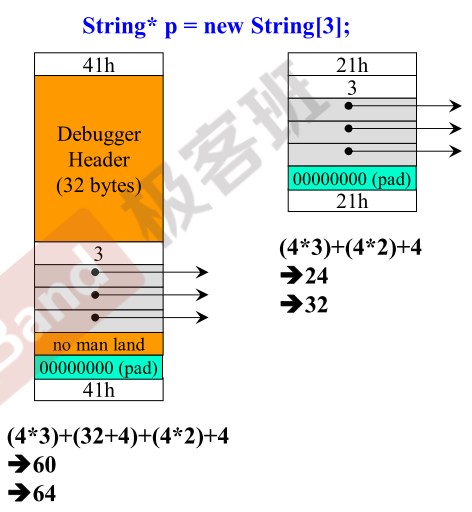 String* p = new String[3];
41h
Debugger
Header
(32 bytes)
3
no man land
00000000 (pad)
41h
(4*3)+(32+4)+(4*2)+4
➔60
➔64
21h
3
00000000 (pad)
21h
(4*3)+(4*2)+4
➔24
➔32
Band 极客班